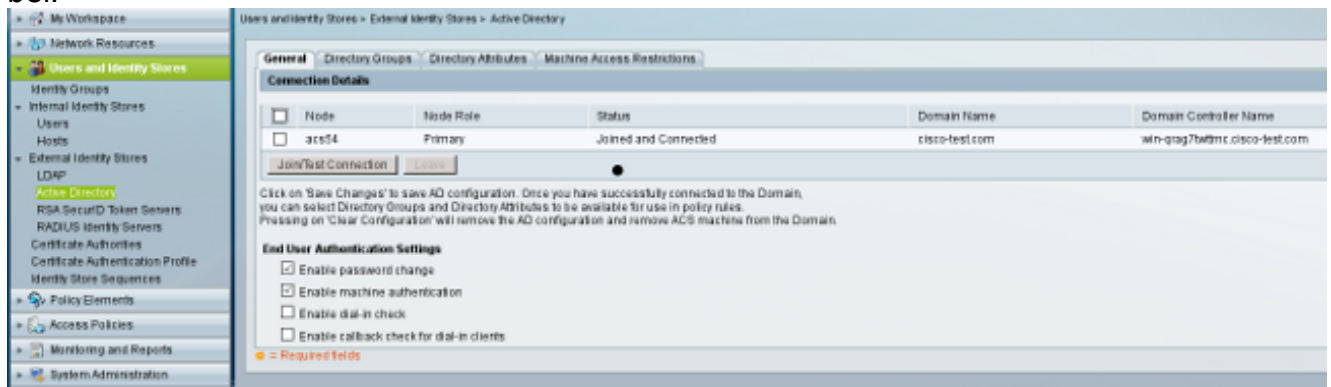 My Workspace
Network Resources
Users and Identity Stores
Identity Groups
Internal Identity Stores
Users
Hosts
External Identity Stores
LDAP
Active Directory
RSA SecurID Token Servers
RADIUS Identity Servers
Certificate Authorities
Certificate Authentication Profile
Identity Store Sequences
Policy Elements
Access Policies
Monitoring and Reports
System Administration
Users and Identity Stores > External Identity Stores > Active Directory
General Directory Groups Directory Attributes Machine Access Restrictions
Connection Details
Node Node Role Status Domain Name Domain Controller Name
acs54 Primary Joined and Connected cisco-test.com
Join/Test Connection Leave
Click on 'Save Changes' to save AD configuration. Once you have successfully connected to the Domain,
you can select Directory Groups and Directory Attributes to be available for use in policy rules.
Pressing on 'Clear Configuration' will remove the AD configuration and remove ACS machine from the Domain.
End User Authentication Settings
Enable password change
Enable machine authentication
Enable dial-in check
Enable callback check for dial-in clients
= Required fields